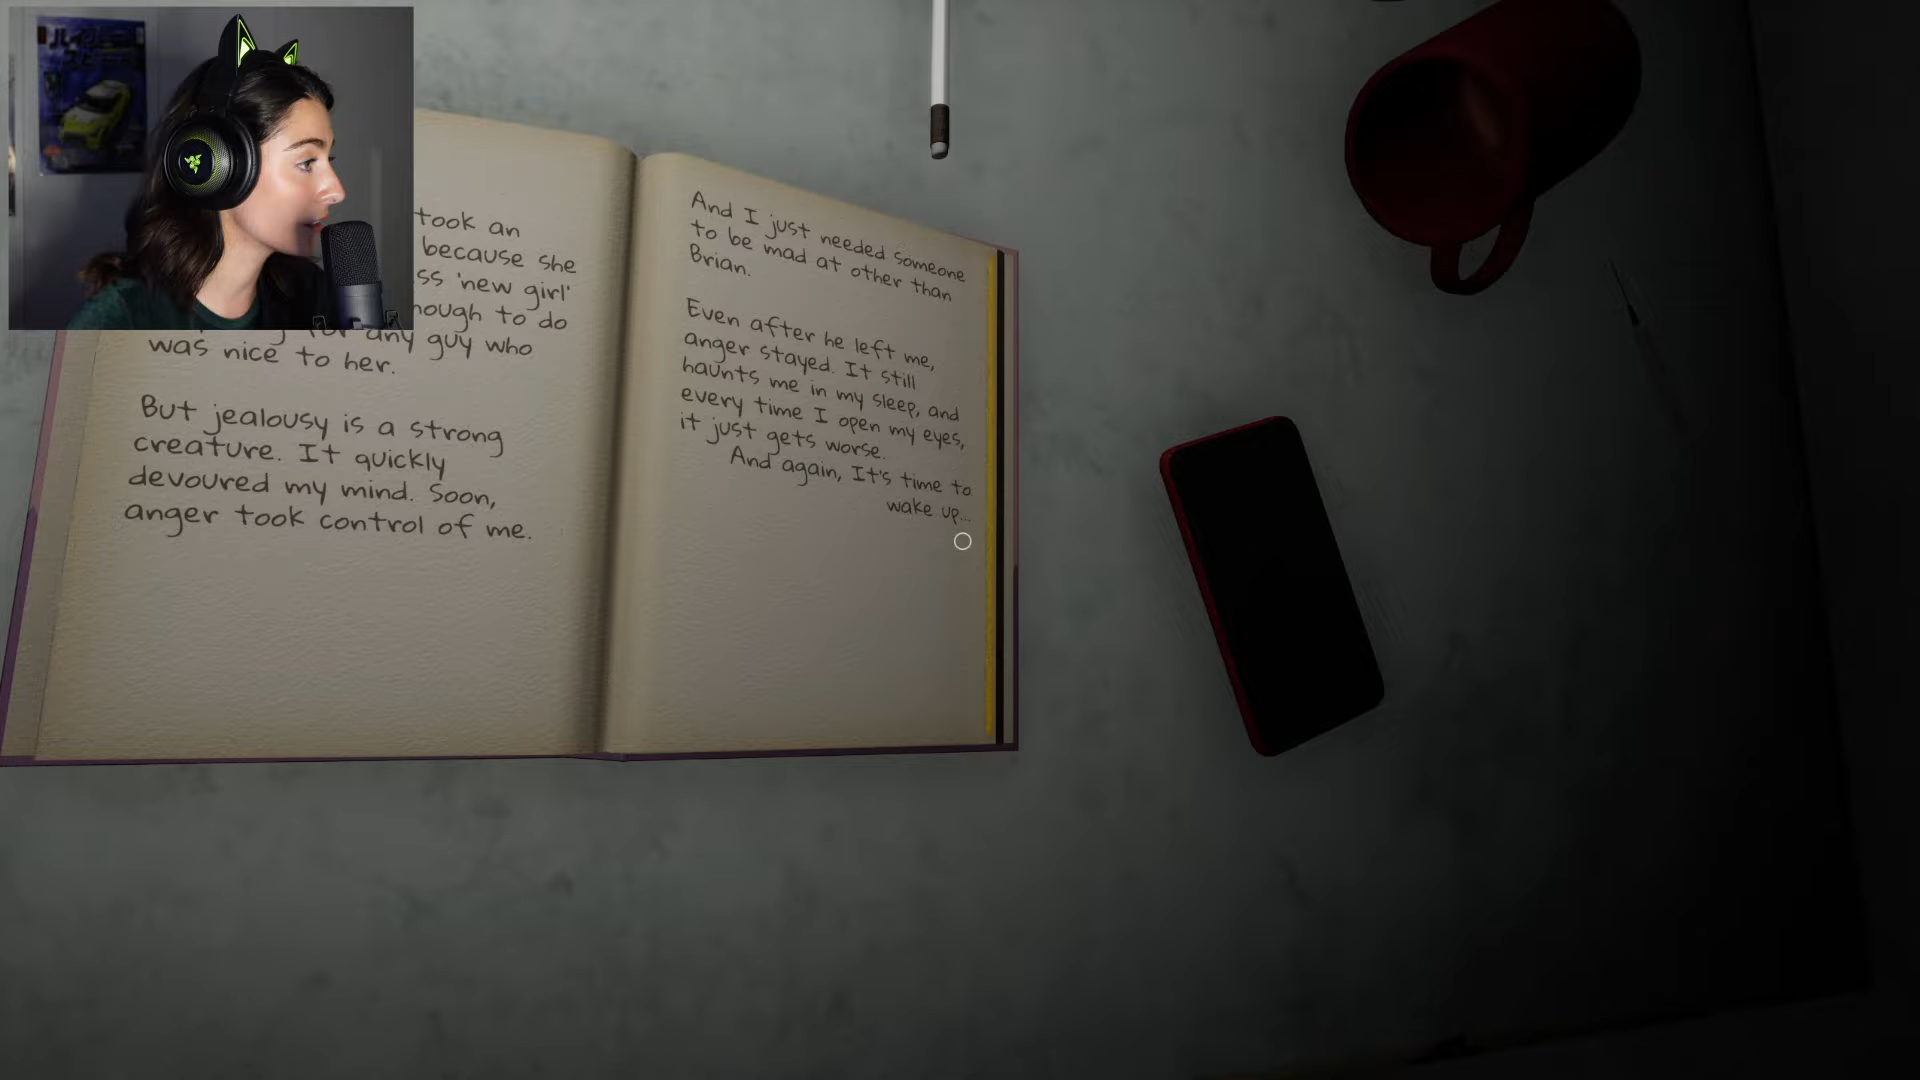 took an
because she
ss 'new girl'
nough to do
for any guy who
was nice to her.
But jealousy is a strong
creature. It quickly
devoured my mind. Soon,
anger took control of me.
And I just needed someone
to be mad at other than
Brian.
Even after he left me,
anger stayed. It still
haunts me in my sleep, and
every time I open my eyes,
it just gets worse.
And again, It's time to
wake up...